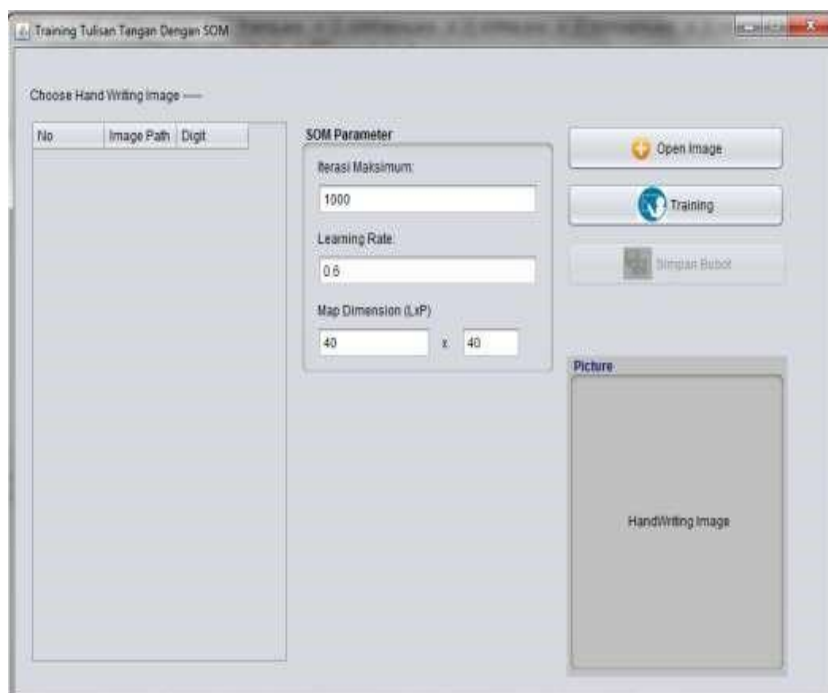 Training Tulisan Tangan Dengan SOM
Choose Hand Writing Image ----
No Image Path Digit
SOM Parameter
Iterasi Maksimum:
1000
Learning Rate:
0.6
Map Dimension (LxP)
40 x 40
Open Image
Training
Simpan Bobot
Picture
HandWriting Image